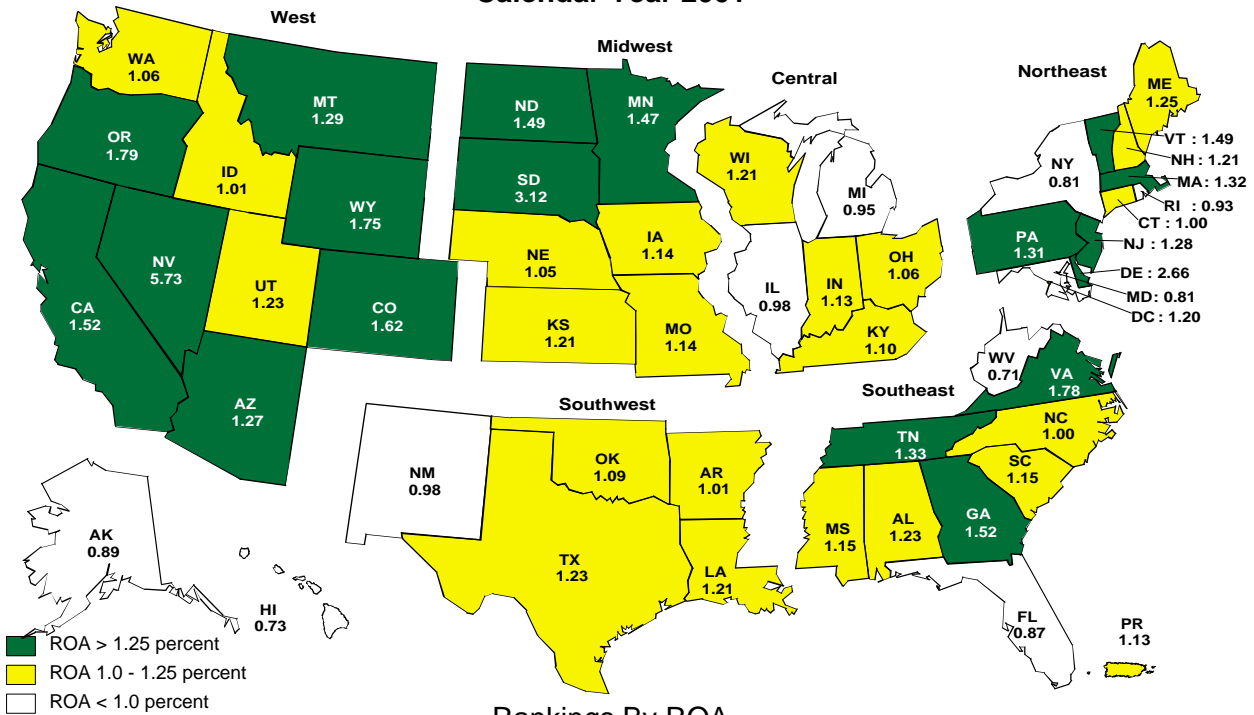 Calendar Year 2001
West
Midwest
Central
Northeast
WA
1.06
MT
1.29
ND
1.49
MN
1.47
ME
1.25
OR
1.79
ID
1.01
WY
1.75
SD
3.12
WI
1.21
MI
0.95
NY
0.81
VT : 1.49
NH : 1.21
MA : 1.32
RI : 0.93
CT : 1.00
NJ : 1.28
DE : 2.66
MD : 0.81
DC : 1.20
PA
1.31
NV
5.73
UT
1.23
CO
1.62
CA
1.52
AZ
1.27
NE
1.05
IA
1.14
KS
1.21
MO
1.14
IL
0.98
IN
1.13
OH
1.06
KY
1.10
Southwest
Southeast
WV
0.71
VA
1.78
TN
1.33
NC
1.00
SC
1.15
NM
0.98
OK
1.09
AR
1.01
MS
1.15
AL
1.23
GA
1.52
TX
1.23
LA
1.21
FL
0.87
PR
1.13
AK
0.89
HI
0.73
ROA > 1.25 percent
ROA 1.0 - 1.25 percent
ROA < 1.0 percent
Rankings By ROA